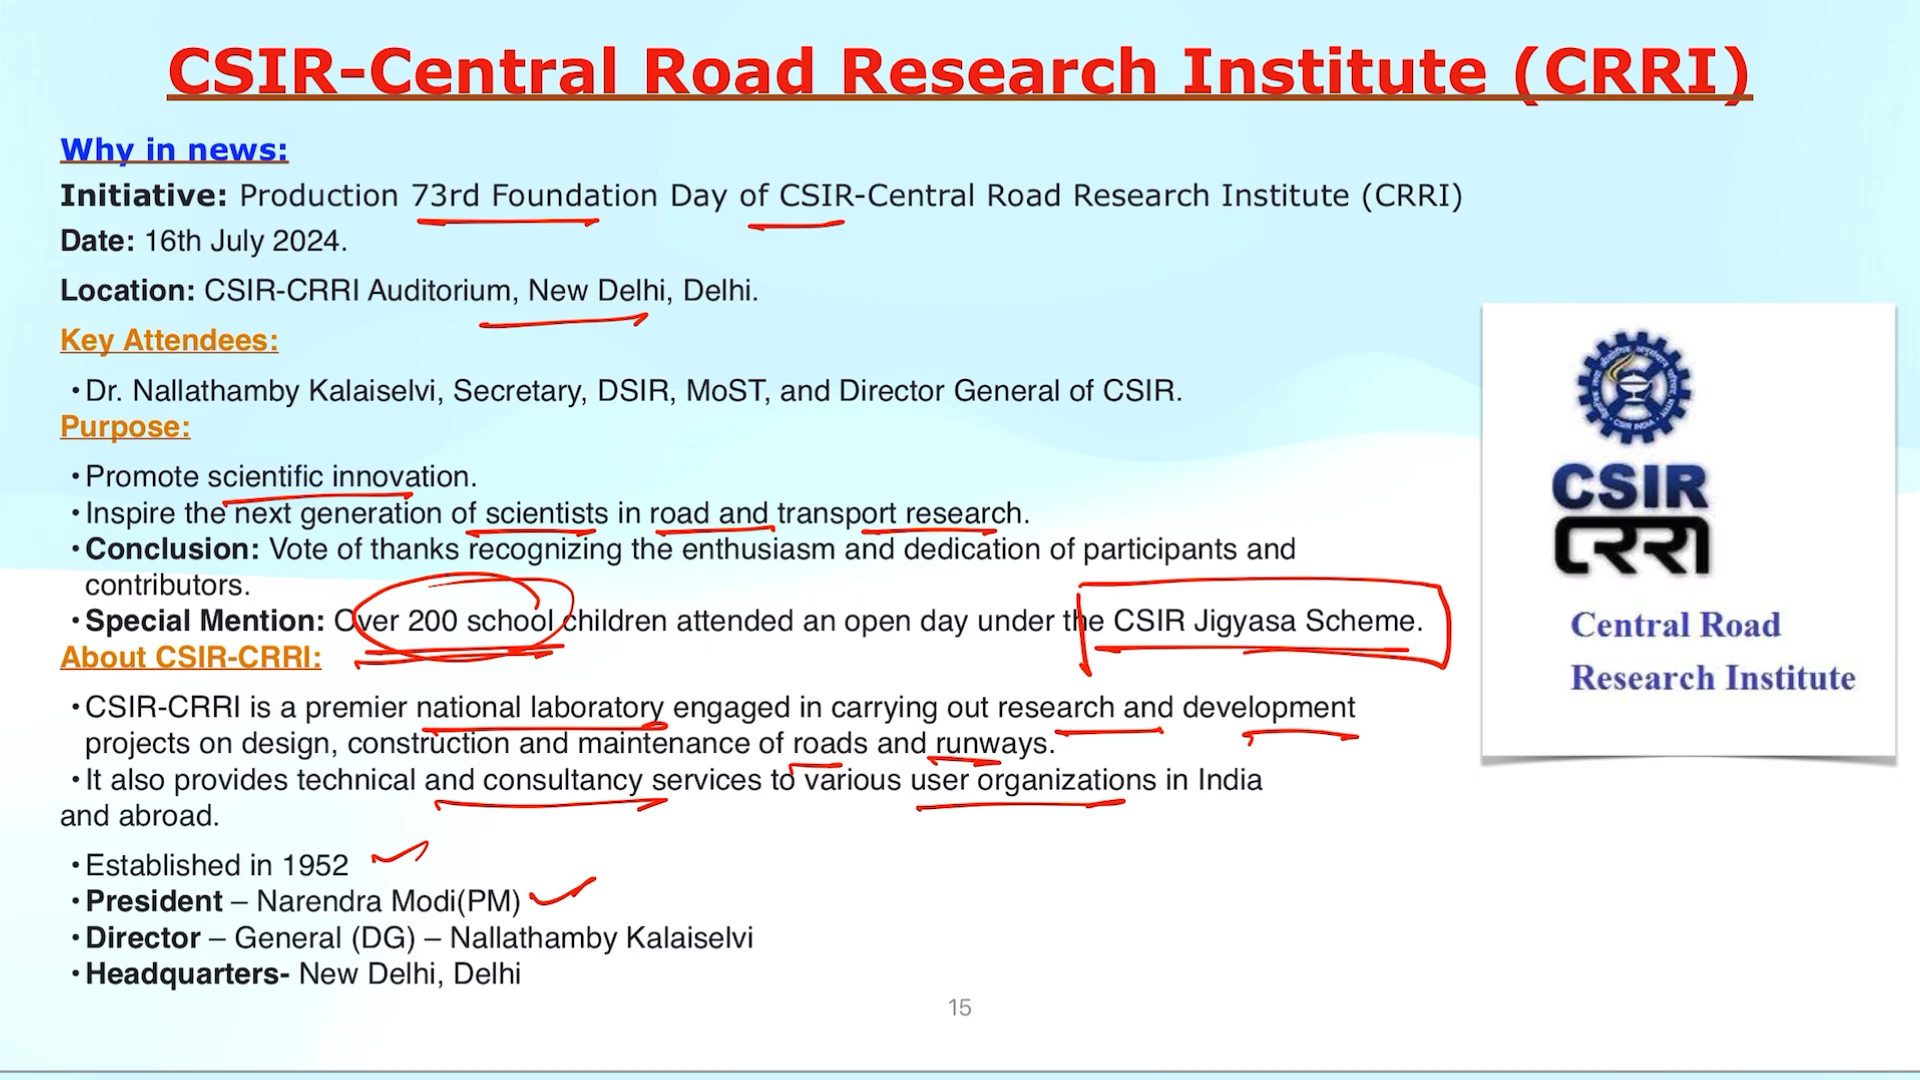 CSIR-Central Road Research Institute (CRRI)
Why in news:
Initiative: Production 73rd Foundation Day of CSIR-Central Road Research Institute (CRRI)
Date: 16th July 2024.
Location: CSIR-CRRI Auditorium, New Delhi, Delhi.
Key Attendees:
• Dr. Nallathamby Kalaiselvi, Secretary, DSIR, MoST, and Director General of CSIR.
Purpose:
• Promote scientific innovation.
• Inspire the next generation of scientists in road and transport research.
• Conclusion: Vote of thanks recognizing the enthusiasm and dedication of participants and
contributors.
• Special Mention: Over 200 school children attended an open day under the CSIR Jigyasa Scheme.
About CSIR-CRRI:
• CSIR-CRRI is a premier national laboratory engaged in carrying out research and development
projects on design, construction and maintenance of roads and runways.
• It also provides technical and consultancy services to various user organizations in India
and abroad.
• Established in 1952
• President – Narendra Modi(PM)
• Director – General (DG) – Nallathamby Kalaiselvi
• Headquarters- New Delhi, Delhi
CSIR INDIA
CSIR
CRRI
Central Road
Research Institute
15